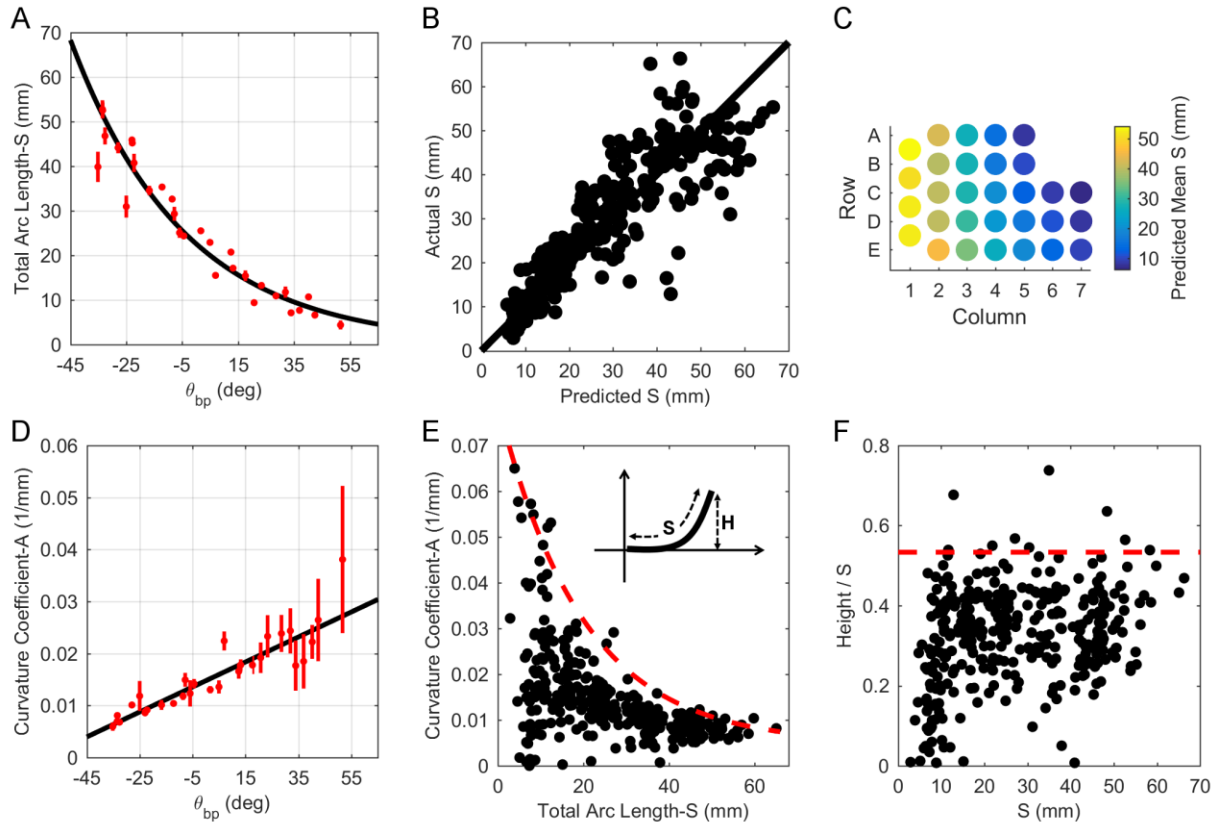 A
Total Arc Length-S (mm)
70
60
50
40
30
20
10
0
-45 -25 -5 15 35 55
θbp (deg)
B
Actual S (mm)
70
60
50
40
30
20
10
0
0 10 20 30 40 50 60 70
Predicted S (mm)
C
Row
A
B
C
D
E
1 2 3 4 5 6 7
Column
50
40
30
20
10
Predicted Mean S (mm)
D
Curvature Coefficient-A (1/mm)
0.06
0.05
0.04
0.03
0.02
0.01
0
-45 -25 -5 15 35 55
θbp (deg)
E
Curvature Coefficient-A (1/mm)
0.07
0.06
0.05
0.04
0.03
0.02
0.01
0
S
H
0 20 40 60
Total Arc Length-S (mm)
F
Height / S
0.8
0.6
0.4
0.2
0
0 10 20 30 40 50 60 70
S (mm)